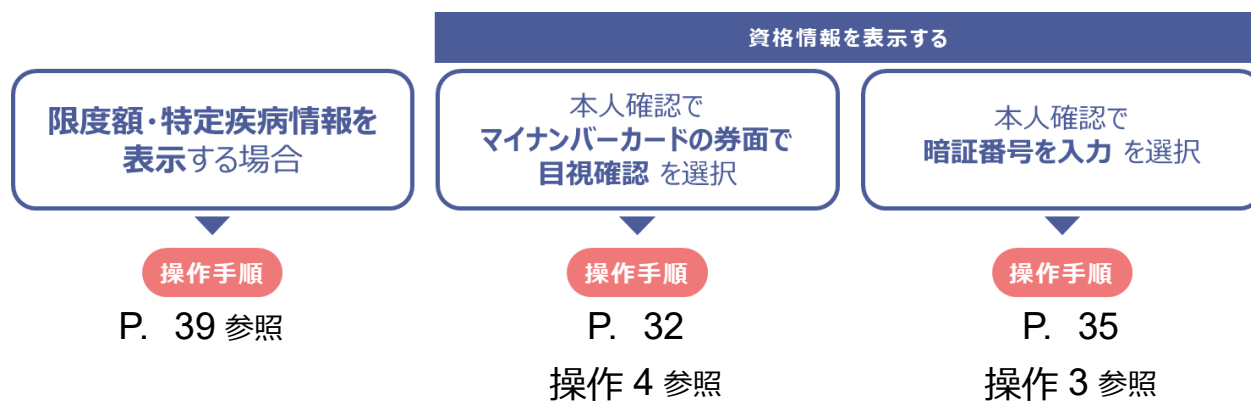 資格情報を表示する
限度額・特定疾病情報を
表示する場合
操作手順
P. 39 参照
本人確認で
マイナンバーカードの券面で
目視確認 を選択
操作手順
P. 32
操作 4 参照
本人確認で
暗証番号を入力 を選択
操作手順
P. 35
操作 3 参照